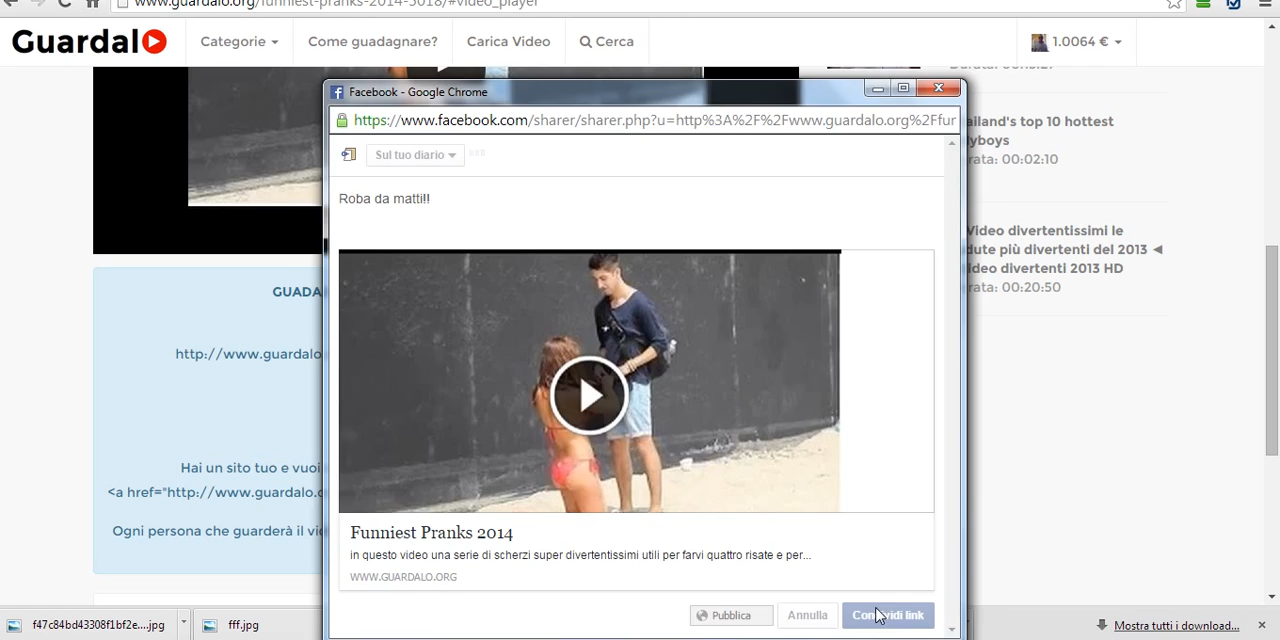 www.guardalo.org/funniest-pranks-2014-5018/#video_player
Guardalo
Categorie
Come guadagnare?
Carica Video
Cerca
1.0064 €
Facebook - Google Chrome
https://www.facebook.com/sharer/sharer.php?u=http%3A%2F%2Fwww.guardalo.org%2Ffur
Sul tuo diario
Roba da matti!!
Funniest Pranks 2014
in questo video una serie di scherzi super divertentissimi utili per farvi quattro risate e per...
WWW.GUARDALO.ORG
Pubblica
Annulla
Condividi link
GUADA
http://www.guardalo
Hai un sito tuo e vuoi
<a href="http://www.guardalo.o
Ogni persona che guarderà il vid
ailand's top 10 hottest
lyboys
rata: 00:02:10
Video divertentissimi le
dute più divertenti del 2013 ◄
ideo divertenti 2013 HD
rata: 00:20:50
fff.jpg
Mostra tutti i download...